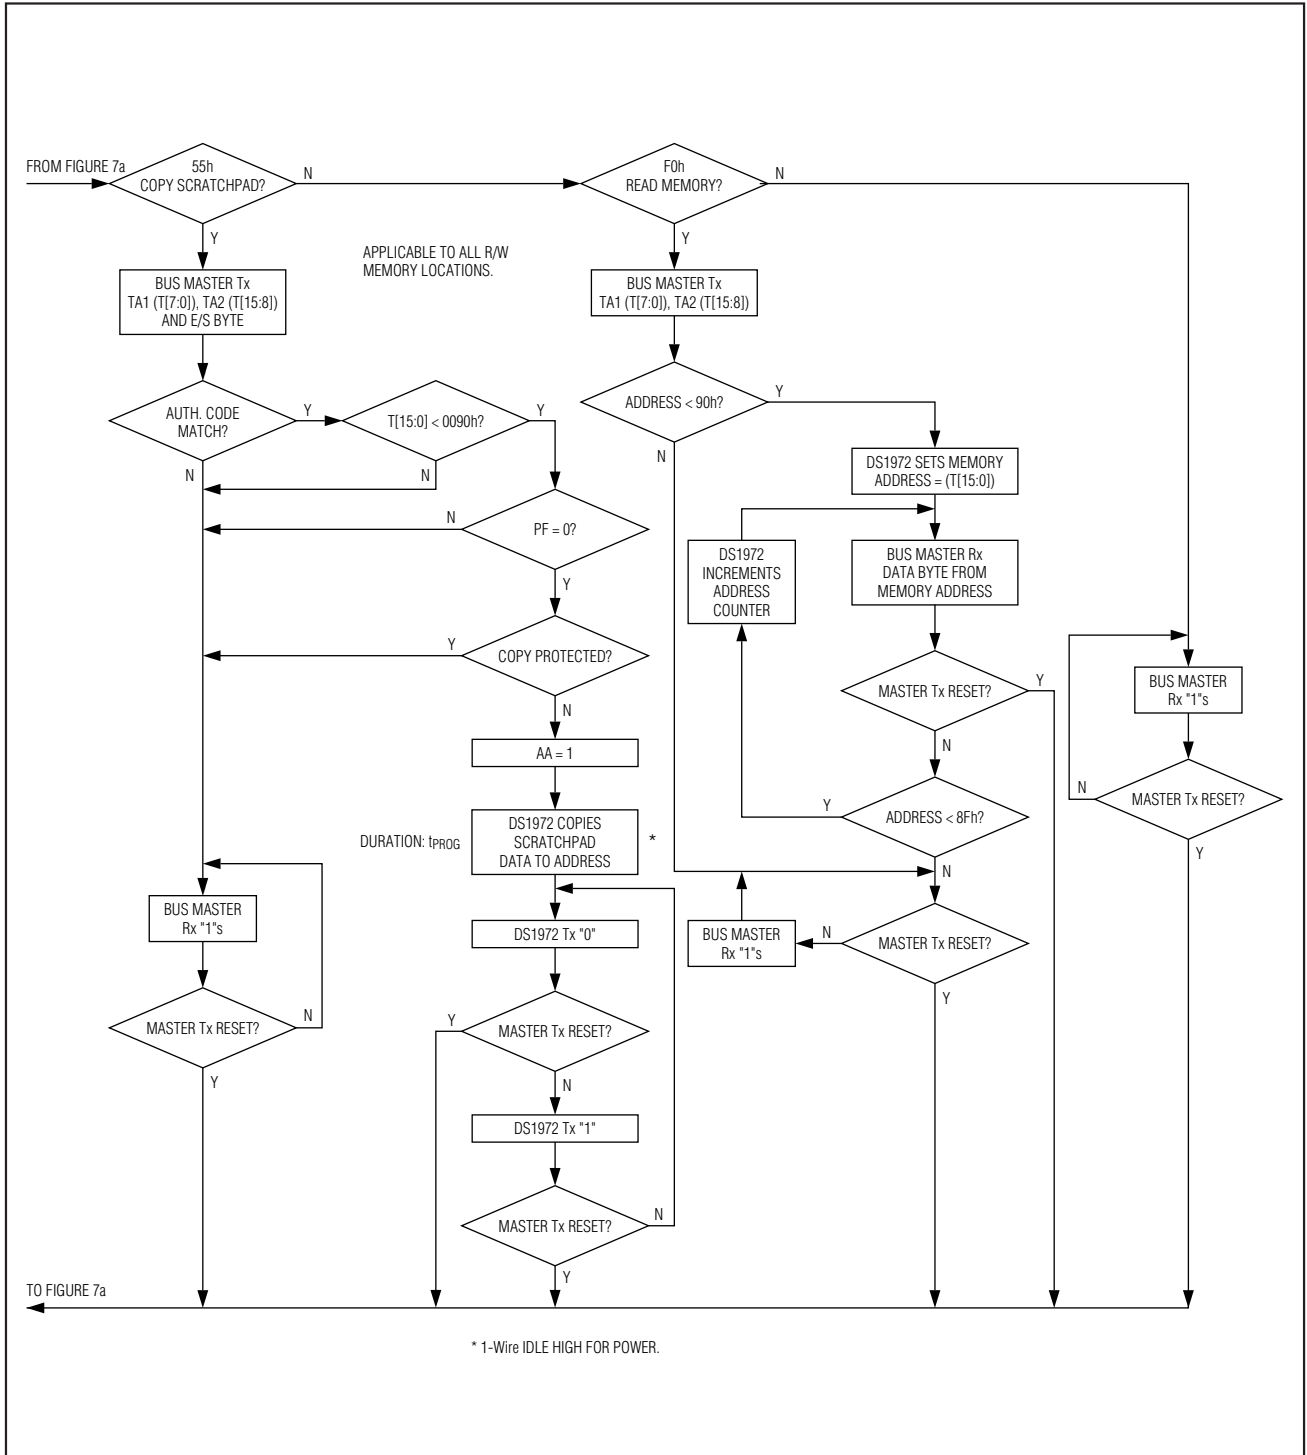 FROM FIGURE 7a
55h
COPY SCRATCHPAD?
N
Y
F0h
READ MEMORY?
N
Y
APPLICABLE TO ALL R/W
MEMORY LOCATIONS.
BUS MASTER Tx
TA1 (T[7:0]), TA2 (T[15:8])
AND E/S BYTE
BUS MASTER Tx
TA1 (T[7:0]), TA2 (T[15:8])
AUTH. CODE
MATCH?
Y
N
T[15:0] < 0090h?
Y
N
ADDRESS < 90h?
Y
N
DS1972 SETS MEMORY
ADDRESS = (T[15:0])
PF = 0?
N
Y
DS1972
INCREMENTS
ADDRESS
COUNTER
BUS MASTER Rx
DATA BYTE FROM
MEMORY ADDRESS
COPY PROTECTED?
Y
N
MASTER Tx RESET?
Y
N
BUS MASTER
Rx "1"s
AA = 1
MASTER Tx RESET?
N
Y
ADDRESS < 8Fh?
Y
N
DURATION: tPROG
DS1972 COPIES
SCRATCHPAD
DATA TO ADDRESS
*
BUS MASTER
Rx "1"s
DS1972 Tx "0"
BUS MASTER
Rx "1"s
N
MASTER Tx RESET?
Y
MASTER Tx RESET?
N
Y
MASTER Tx RESET?
Y
N
DS1972 Tx "1"
MASTER Tx RESET?
N
Y
TO FIGURE 7a
* 1-Wire IDLE HIGH FOR POWER.